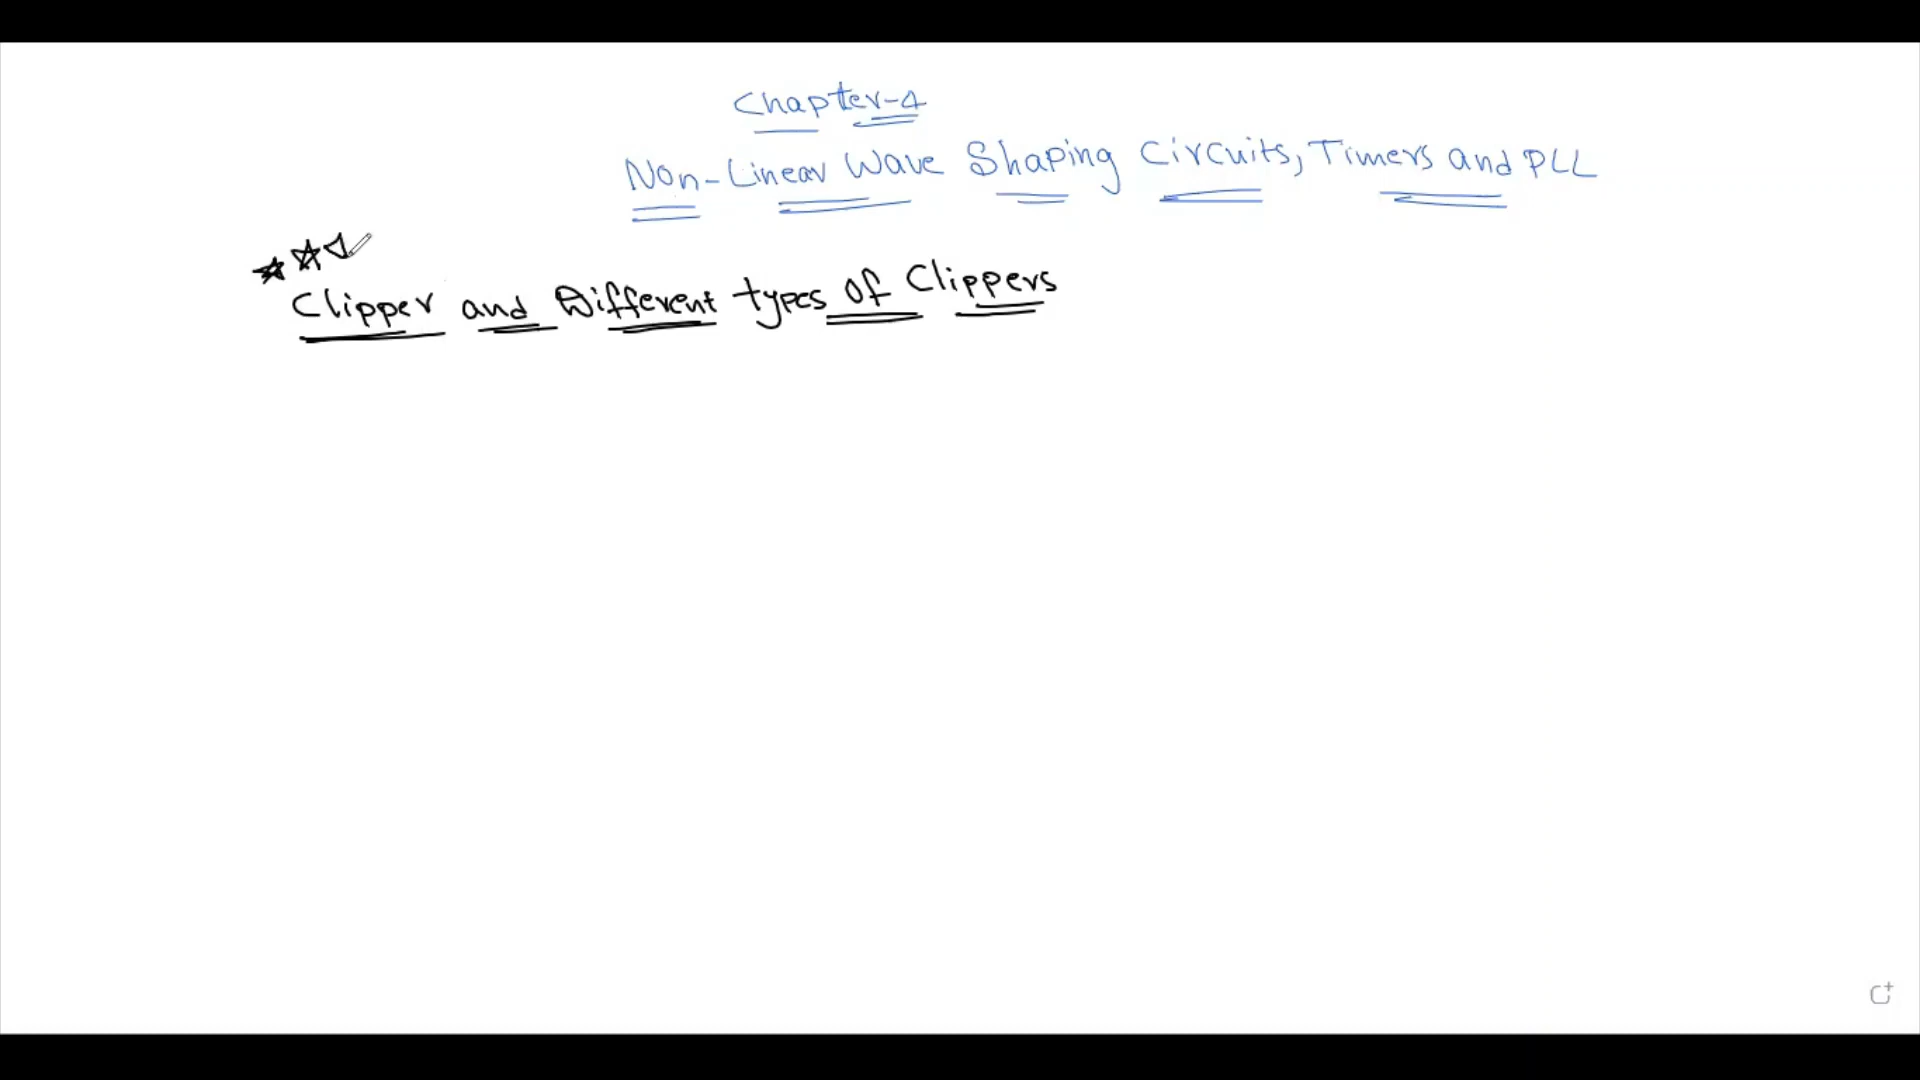 Chapter-4
Non-Linear Wave Shaping Circuits, Timers and PLL
Clipper and Different types of Clippers